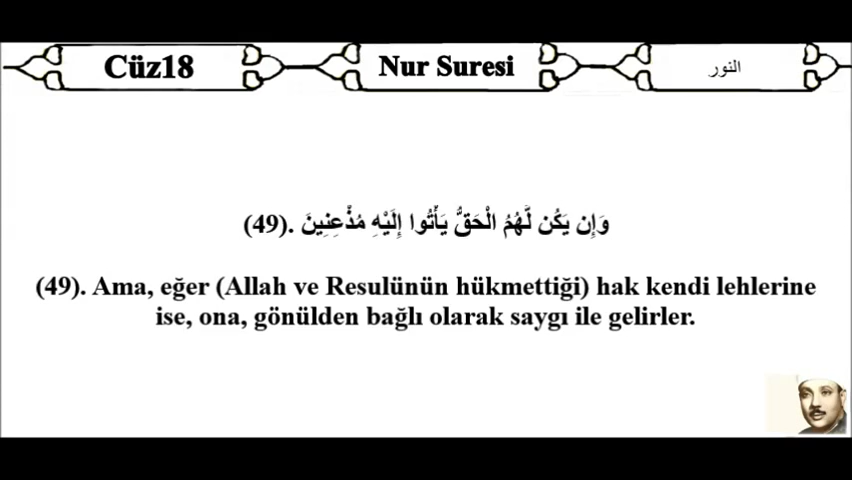 Cüz18
Nur Suresi
النور
وَإِن يَكُن لَّهُمُ الْحَقُّ يَأْتُوا إِلَيْهِ مُذْعِنِينَ .(49)
(49). Ama, eğer (Allah ve Resulünün hükmettiği) hak kendi lehlerine
ise, ona, gönülden bağlı olarak saygı ile gelirler.